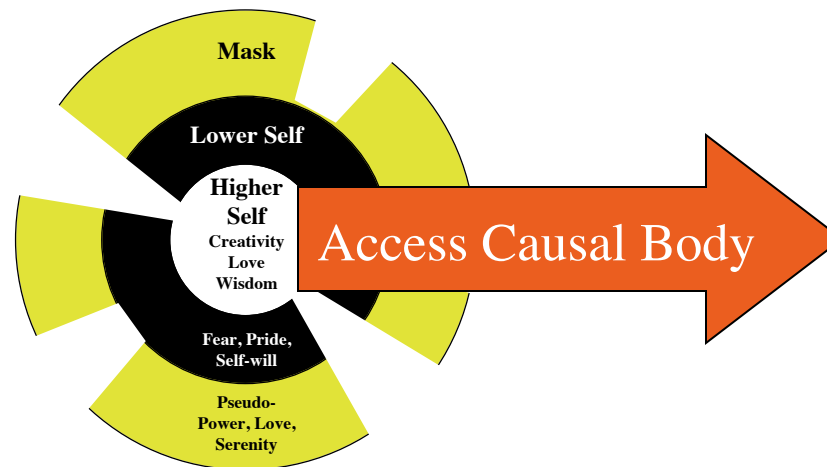 Mask
Lower Self
Higher
Self
Creativity
Love
Wisdom
Access Causal Body
Fear, Pride,
Self-will
Pseudo-
Power, Love,
Serenity